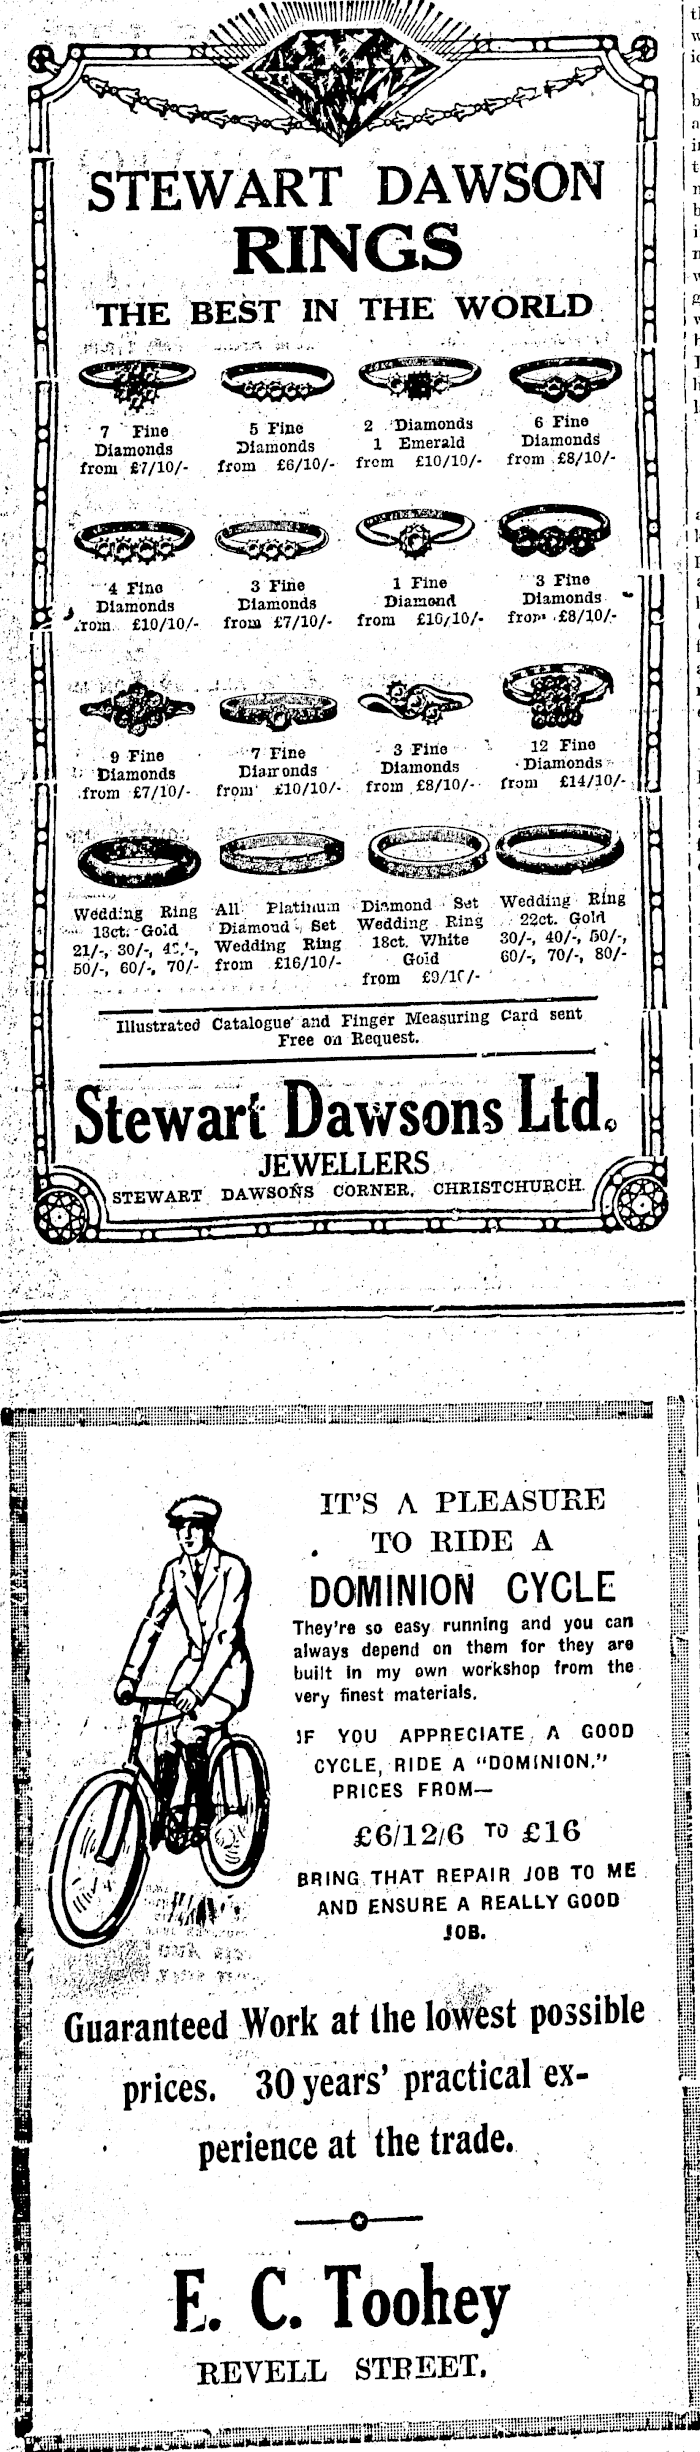 STEWART DAWSON
RINGS
THE BEST IN THE WORLD
7 Fine
Diamonds
from £7/10/-
5 Fine
Diamonds
from £6/10/-
2 Diamonds
1 Emerald
from £10/10/-
6 Fine
Diamonds
from £8/10/-
4 Fine
Diamonds
from £10/10/-
3 Fine
Diamonds
from £7/10/-
1 Fine
Diamond
from £10/10/-
3 Fine
Diamonds
from £8/10/-
9 Fine
Diamonds
from £7/10/-
7 Fine
Diamonds
from £10/10/-
3 Fine
Diamonds
from £8/10/-
12 Fine
Diamonds
from £14/10/-
Wedding Ring
18ct. Gold
21/-, 30/-,
50/-, 60/-, 70/-
All Platinum
Diamond Set
Wedding Ring
from £16/10/-
Diamond Set
Wedding Ring
18ct. White
Gold
from £9/10/-
Wedding Ring
22ct. Gold
30/-, 40/-, 50/-,
60/-, 70/-, 80/-
Illustrated Catalogue and Finger Measuring Card sent
Free on Request.
Stewart Dawsons Ltd.
JEWELLERS
STEWART DAWSONS CORNER, CHRISTCHURCH.
IT'S A PLEASURE
TO RIDE A
DOMINION CYCLE
They're so easy running and you can
always depend on them for they are
built in my own workshop from the
very finest materials.
IF YOU APPRECIATE A GOOD
CYCLE, RIDE A "DOMINION."
PRICES FROM—
£6/12/6 TO £16
BRING THAT REPAIR JOB TO ME
AND ENSURE A REALLY GOOD
JOB.
Guaranteed Work at the lowest possible
prices. 30 years' practical ex-
perience at the trade.
E. C. Toohey
REVELL STREET.